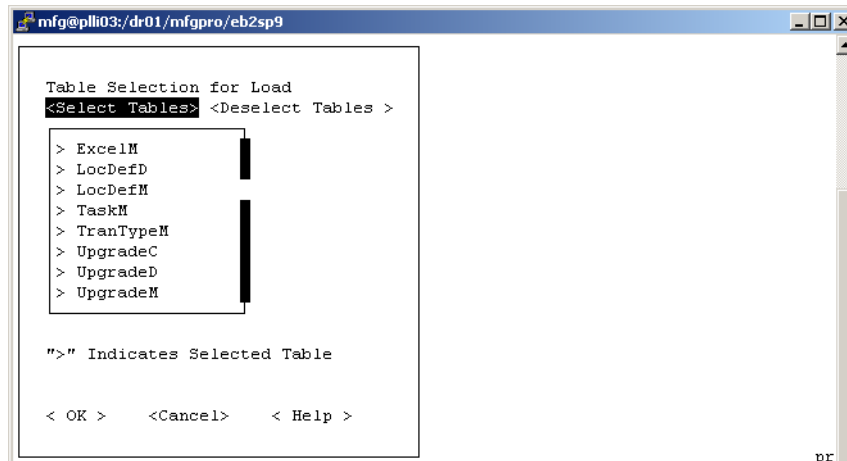 mfg@plli03:/dr01/mfgpro/eb2sp9
Table Selection for Load
<Select Tables> <Deselect Tables >
> ExcelM
> LocDefD
> LocDefM
> TaskM
> TranTypeM
> UpgradeC
> UpgradeD
> UpgradeM
">" Indicates Selected Table
< OK > <Cancel> < Help >
pr